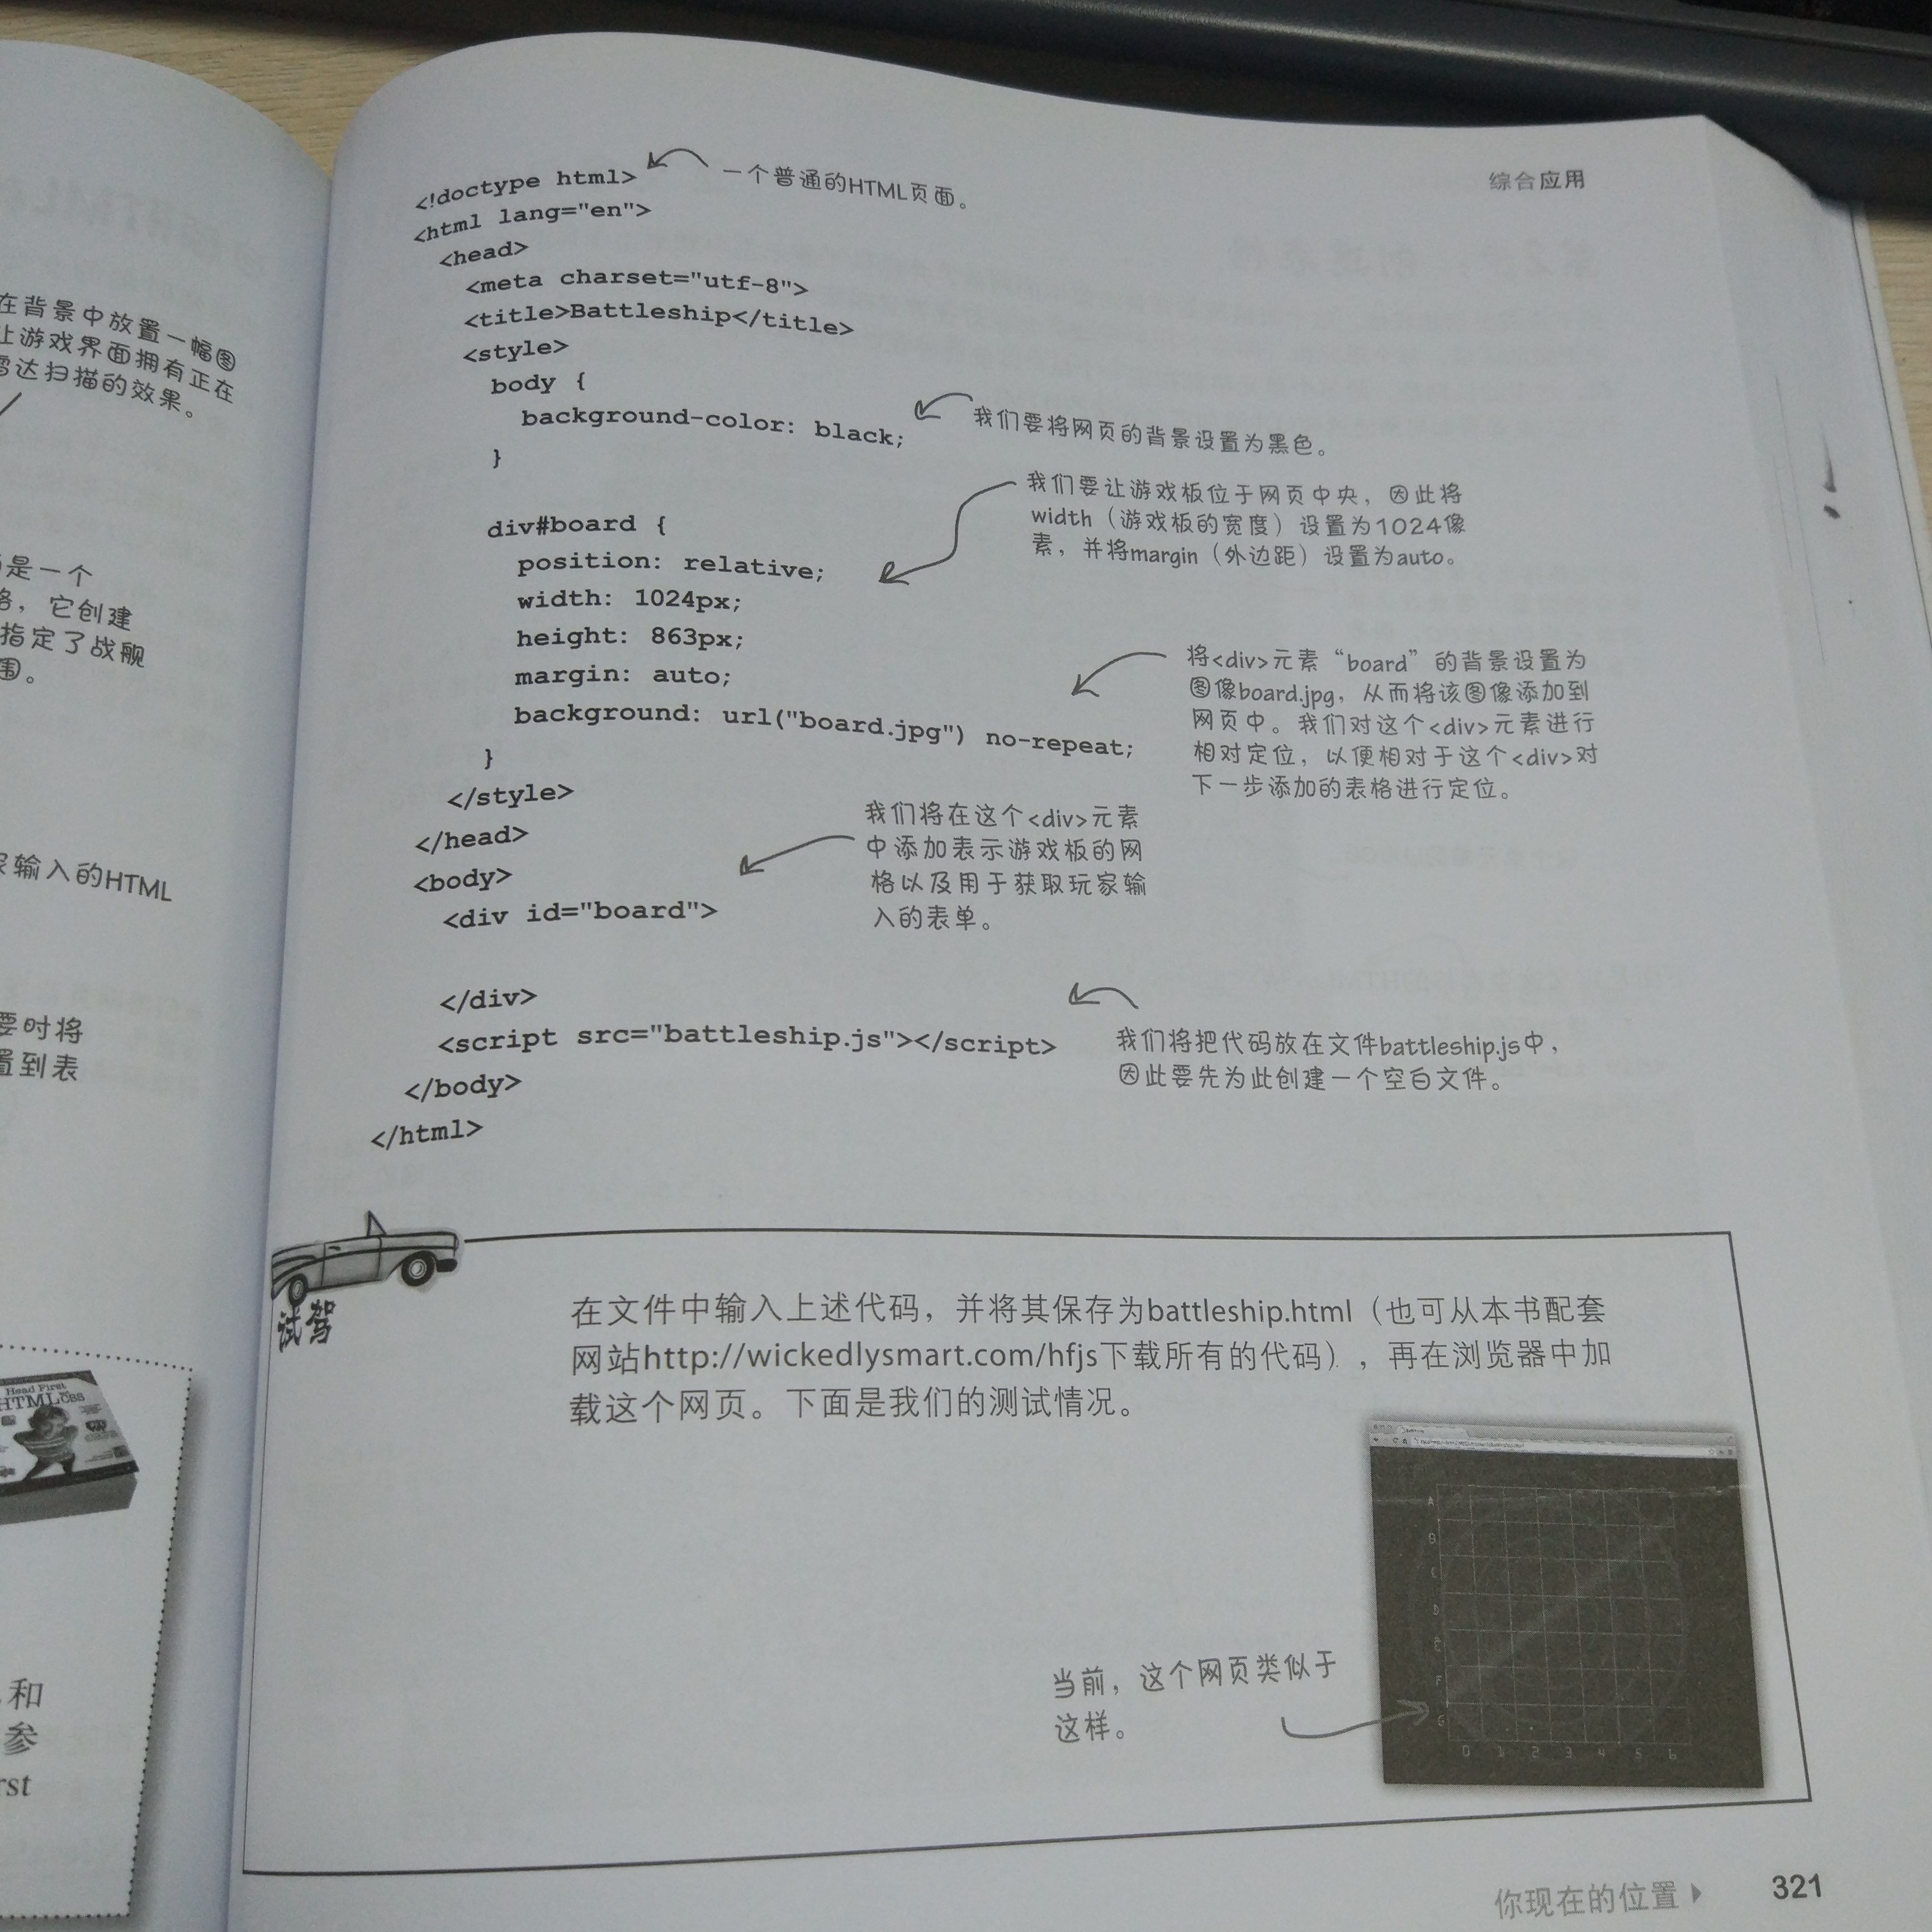 在背景中放置一幅图
让游戏界面拥有正在
雷达扫描的效果。
是一个
格，它创建
指定了战舰
围。
家输入的HTML
要时将
置到表
Head First
HTML
CSS
和
参
rst
综合应用
<!doctype html>
一个普通的HTML页面。
<html lang="en">
<head>
<meta charset="utf-8">
<title>Battleship</title>
<style>
body {
background-color: black;
我们要将网页的背景设置为黑色。
}
我们要让游戏板位于网页中央，因此将
width（游戏板的宽度）设置为1024像
素，并将margin（外边距）设置为auto。
div#board {
position: relative;
width: 1024px;
height: 863px;
margin: auto;
background: url("board.jpg") no-repeat;
}
将<div>元素“board”的背景设置为
图像board.jpg，从而将该图像添加到
网页中。我们对这个<div>元素进行
相对定位，以便相对于这个<div>对
下一步添加的表格进行定位。
</style>
</head>
<body>
<div id="board">
我们将在这个<div>元素
中添加表示游戏板的网
格以及用于获取玩家输
入的表单。
</div>
<script src="battleship.js"></script>
我们将把代码放在文件battleship.js中，
因此要先为此创建一个空白文件。
</body>
</html>
试驾
在文件中输入上述代码，并将其保存为battleship.html（也可从本书配套
网站http://wickedlysmart.com/hfjs下载所有的代码），再在浏览器中加
载这个网页。下面是我们的测试情况。
A
B
C
D
E
F
G
0 1 2 3 4 5 6
当前，这个网页类似于
这样。
你现在的位置 ▶ 321